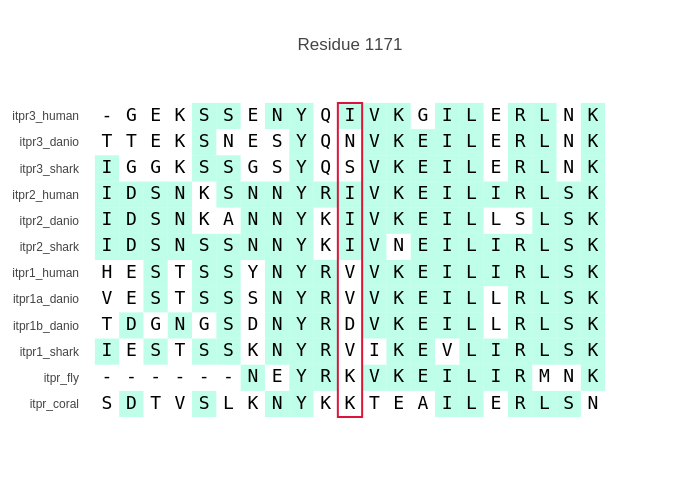 Residue 1171
itpr3_human - G E K S S E N Y Q I V K G I L E R L N K
itpr3_danio T T E K S N E S Y Q N V K E I L E R L N K
itpr3_shark I G G K S S G S Y Q S V K E I L E R L N K
itpr2_human I D S N K S N N Y R I V K E I L I R L S K
itpr2_danio I D S N K A N N Y K I V K E I L L S L S K
itpr2_shark I D S N S S N N Y K I V N E I L I R L S K
itpr1_human H E S T S S Y N Y R V V K E I L I R L S K
itpr1a_danio V E S T S S S N Y R V V K E I L L R L S K
itpr1b_danio T D G N G S D N Y R D V K E I L L R L S K
itpr1_shark I E S T S S K N Y R V I K E V L I R L S K
itpr_fly - - - - - - N E Y R K V K E I L I R M N K
itpr_coral S D T V S L K N Y K K T E A I L E R L S N